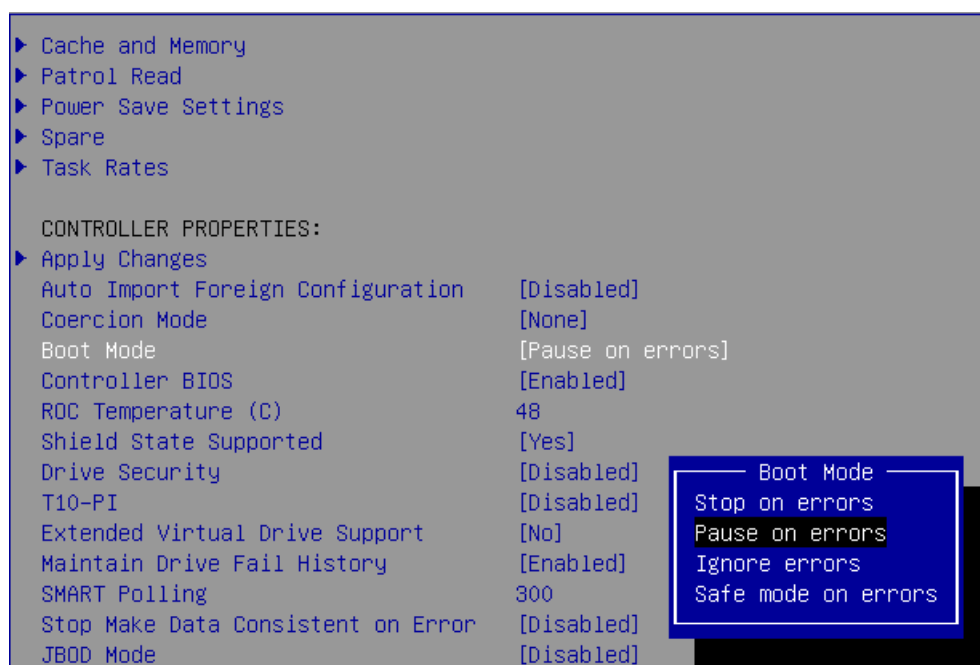 Cache and Memory
Patrol Read
Power Save Settings
Spare
Task Rates
CONTROLLER PROPERTIES:
Apply Changes
Auto Import Foreign Configuration [Disabled]
Coercion Mode [None]
Boot Mode [Pause on errors]
Controller BIOS [Enabled]
ROC Temperature (C) 48
Shield State Supported [Yes]
Drive Security [Disabled]
T10-PI [Disabled]
Extended Virtual Drive Support [No]
Maintain Drive Fail History [Enabled]
SMART Polling 300
Stop Make Data Consistent on Error [Disabled]
JBOD Mode [Disabled]
Boot Mode
Stop on errors
Pause on errors
Ignore errors
Safe mode on errors